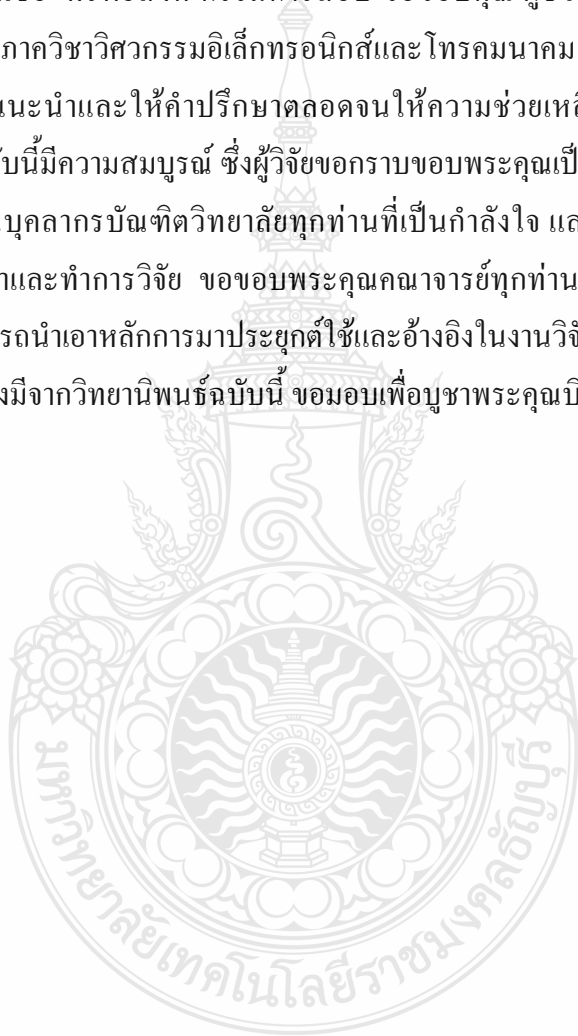 ภาควิชาวิศวกรรมอิเล็กทรอนิกส์และโทรคมนาคม
นะนำและให้คำปรึกษาตลอดจนให้ความช่วยเหลื
บนี้มีความสมบูรณ์ ซึ่งผู้วิจัยขอกราบขอบพระคุณเป็
บุคลากรบัณฑิตวิทยาลัยทุกท่านที่เป็นกำลังใจ แล
และทำการวิจัย ขอขอบพระคุณคณาจารย์ทุกท่าน
รถนำเอาหลักการมาประยุกต์ใช้และอ้างอิงในงานวิจั
งมีจากวิทยานิพนธ์ฉบับนี้ ขอมอบเพื่อบูชาพระคุณบิ
มหาวิทยาลัยเทคโนโลยีราชมงคลธัญบุรี